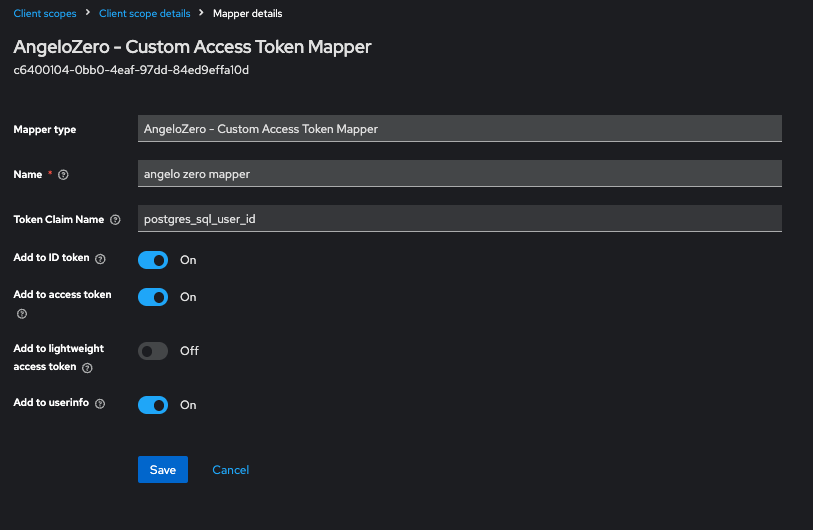 Client scopes > Client scope details > Mapper details
AngeloZero - Custom Access Token Mapper
c6400104-0bb0-4eaf-97dd-84ed9effa10d
Mapper type AngeloZero - Custom Access Token Mapper
Name * angelo zero mapper
Token Claim Name postgres_sql_user_id
Add to ID token On
Add to access token On
Add to lightweight
access token Off
Add to userinfo On
Save Cancel